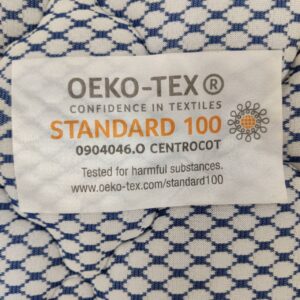 OEKO-TEX®
CONFIDENCE IN TEXTILES
STANDARD 100
0904046.O CENTROCOT
Tested for harmful substances.
www.oeko-tex.com/standard100